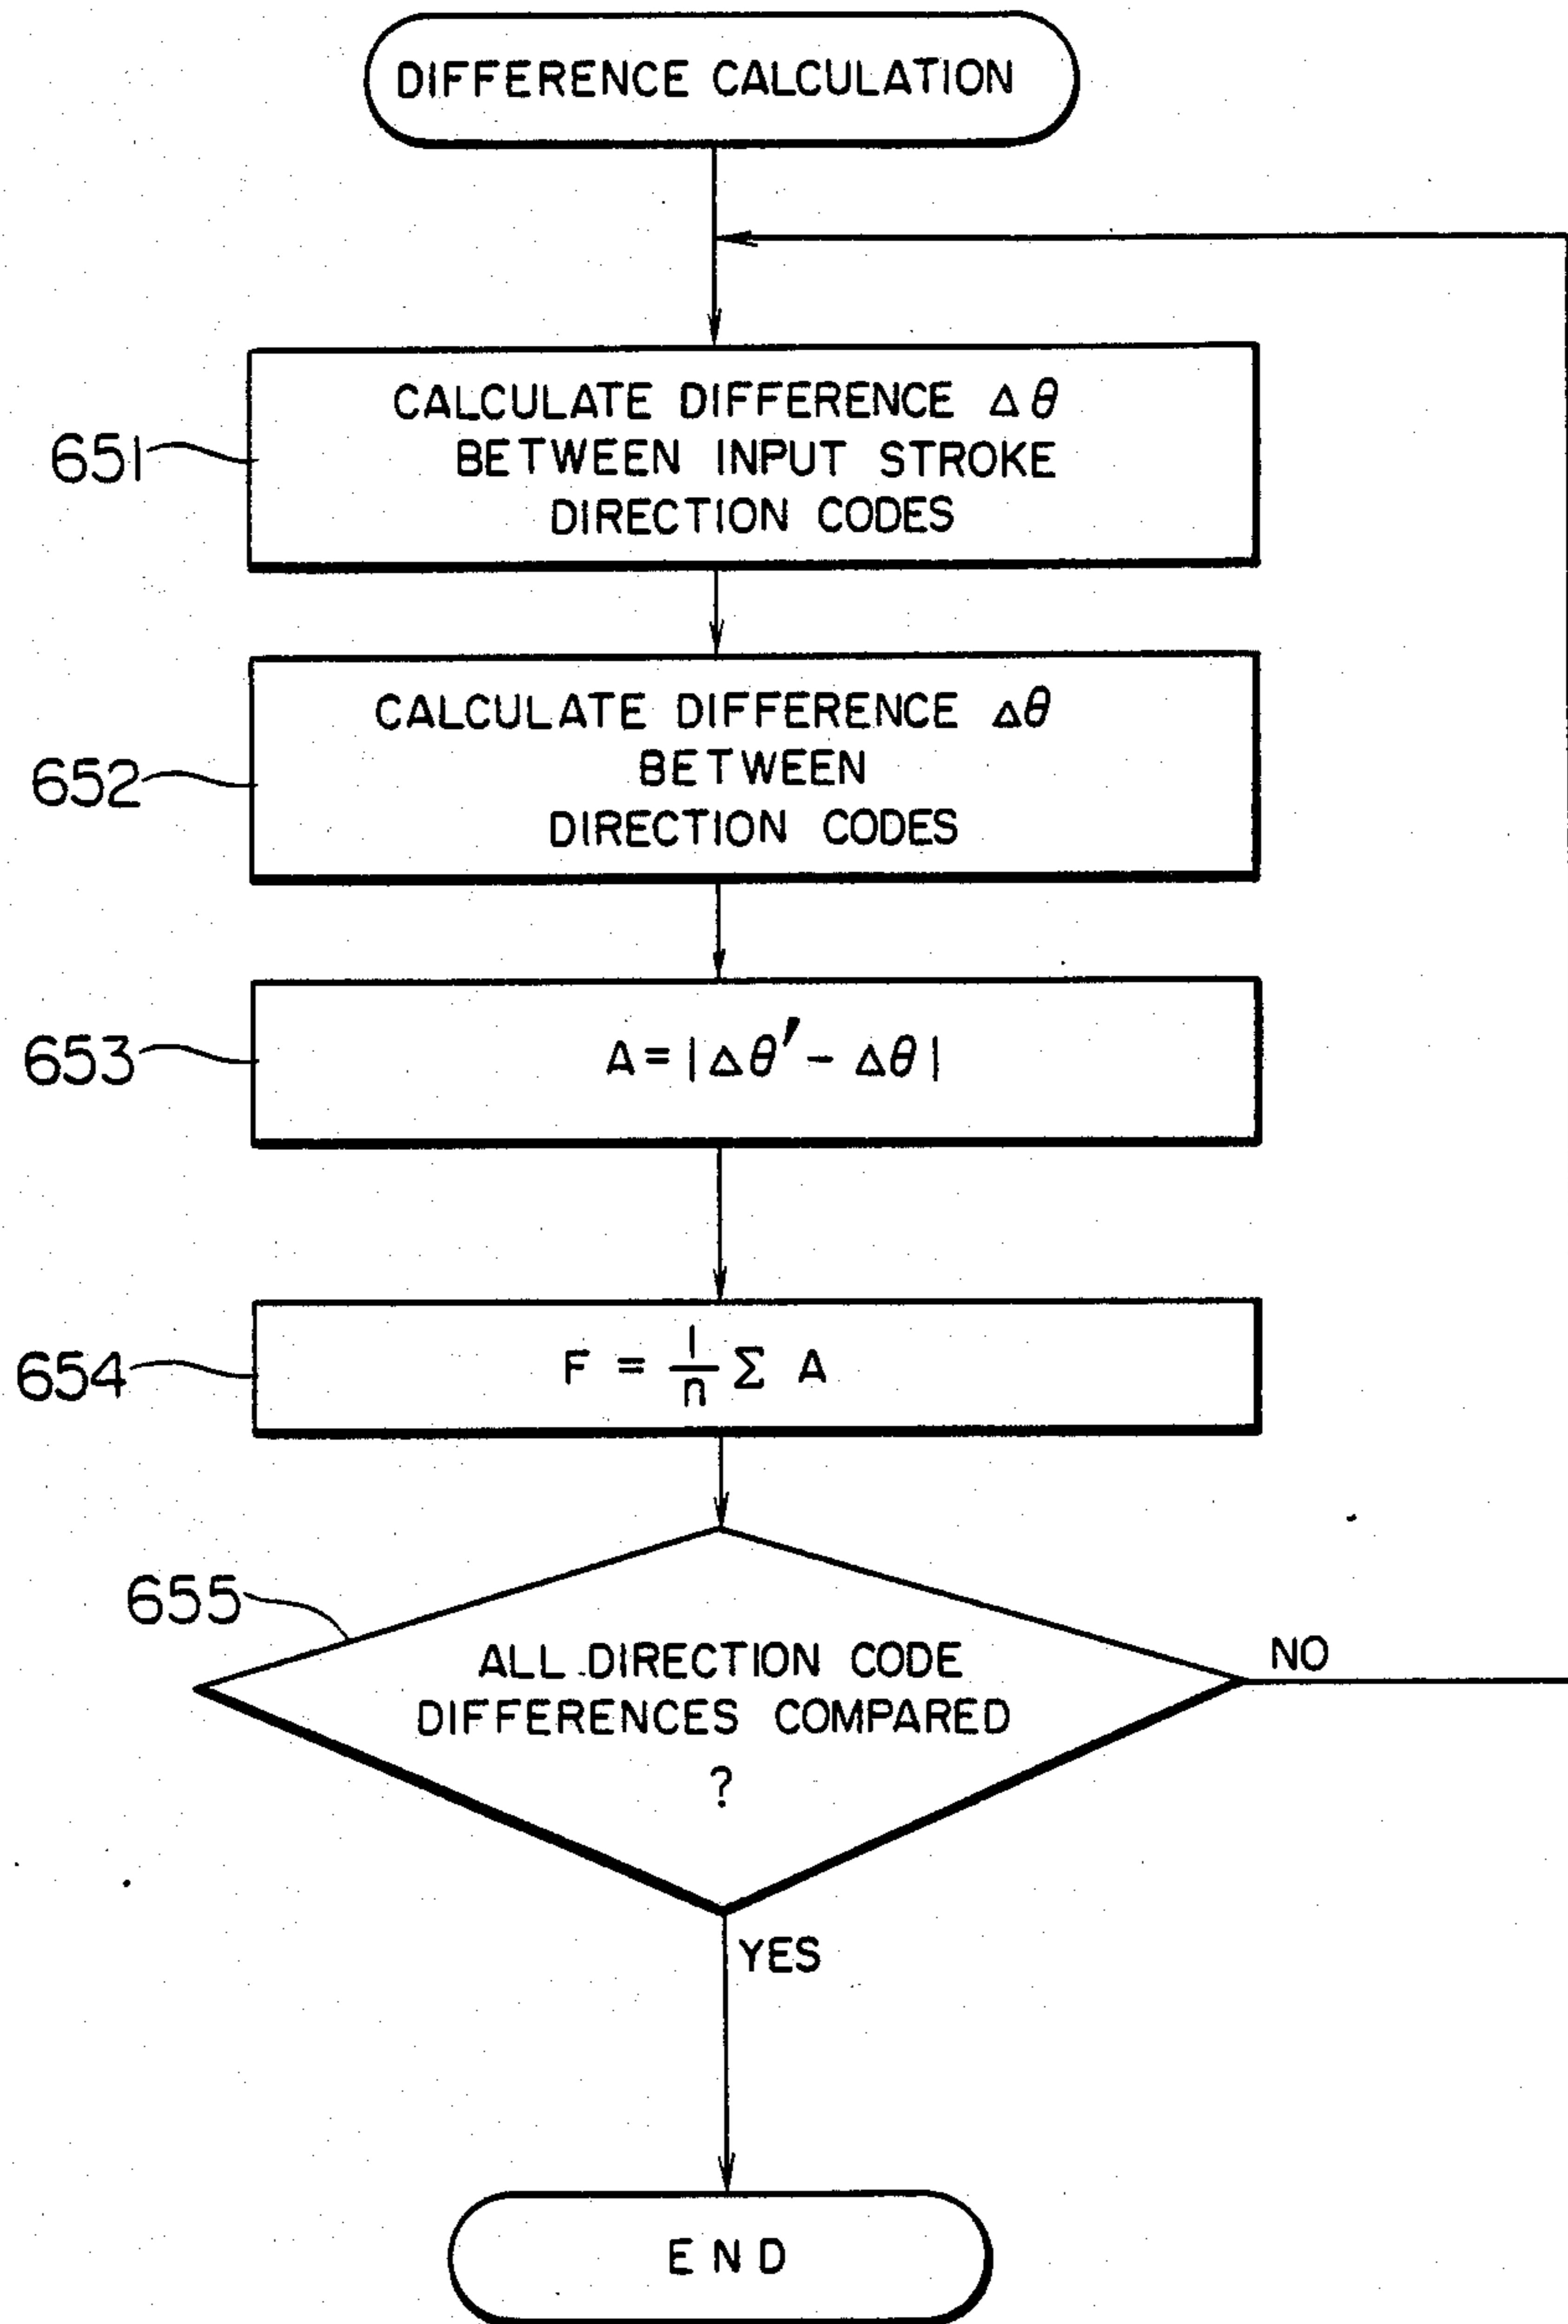 DIFFERENCE CALCULATION
651
CALCULATE DIFFERENCE Δθ
BETWEEN INPUT STROKE
DIRECTION CODES
652
CALCULATE DIFFERENCE Δθ
BETWEEN
DIRECTION CODES
653
A = | Δθ′ - Δθ |
654
F = 1/n Σ A
655
ALL DIRECTION CODE
DIFFERENCES COMPARED
?
NO
YES
END